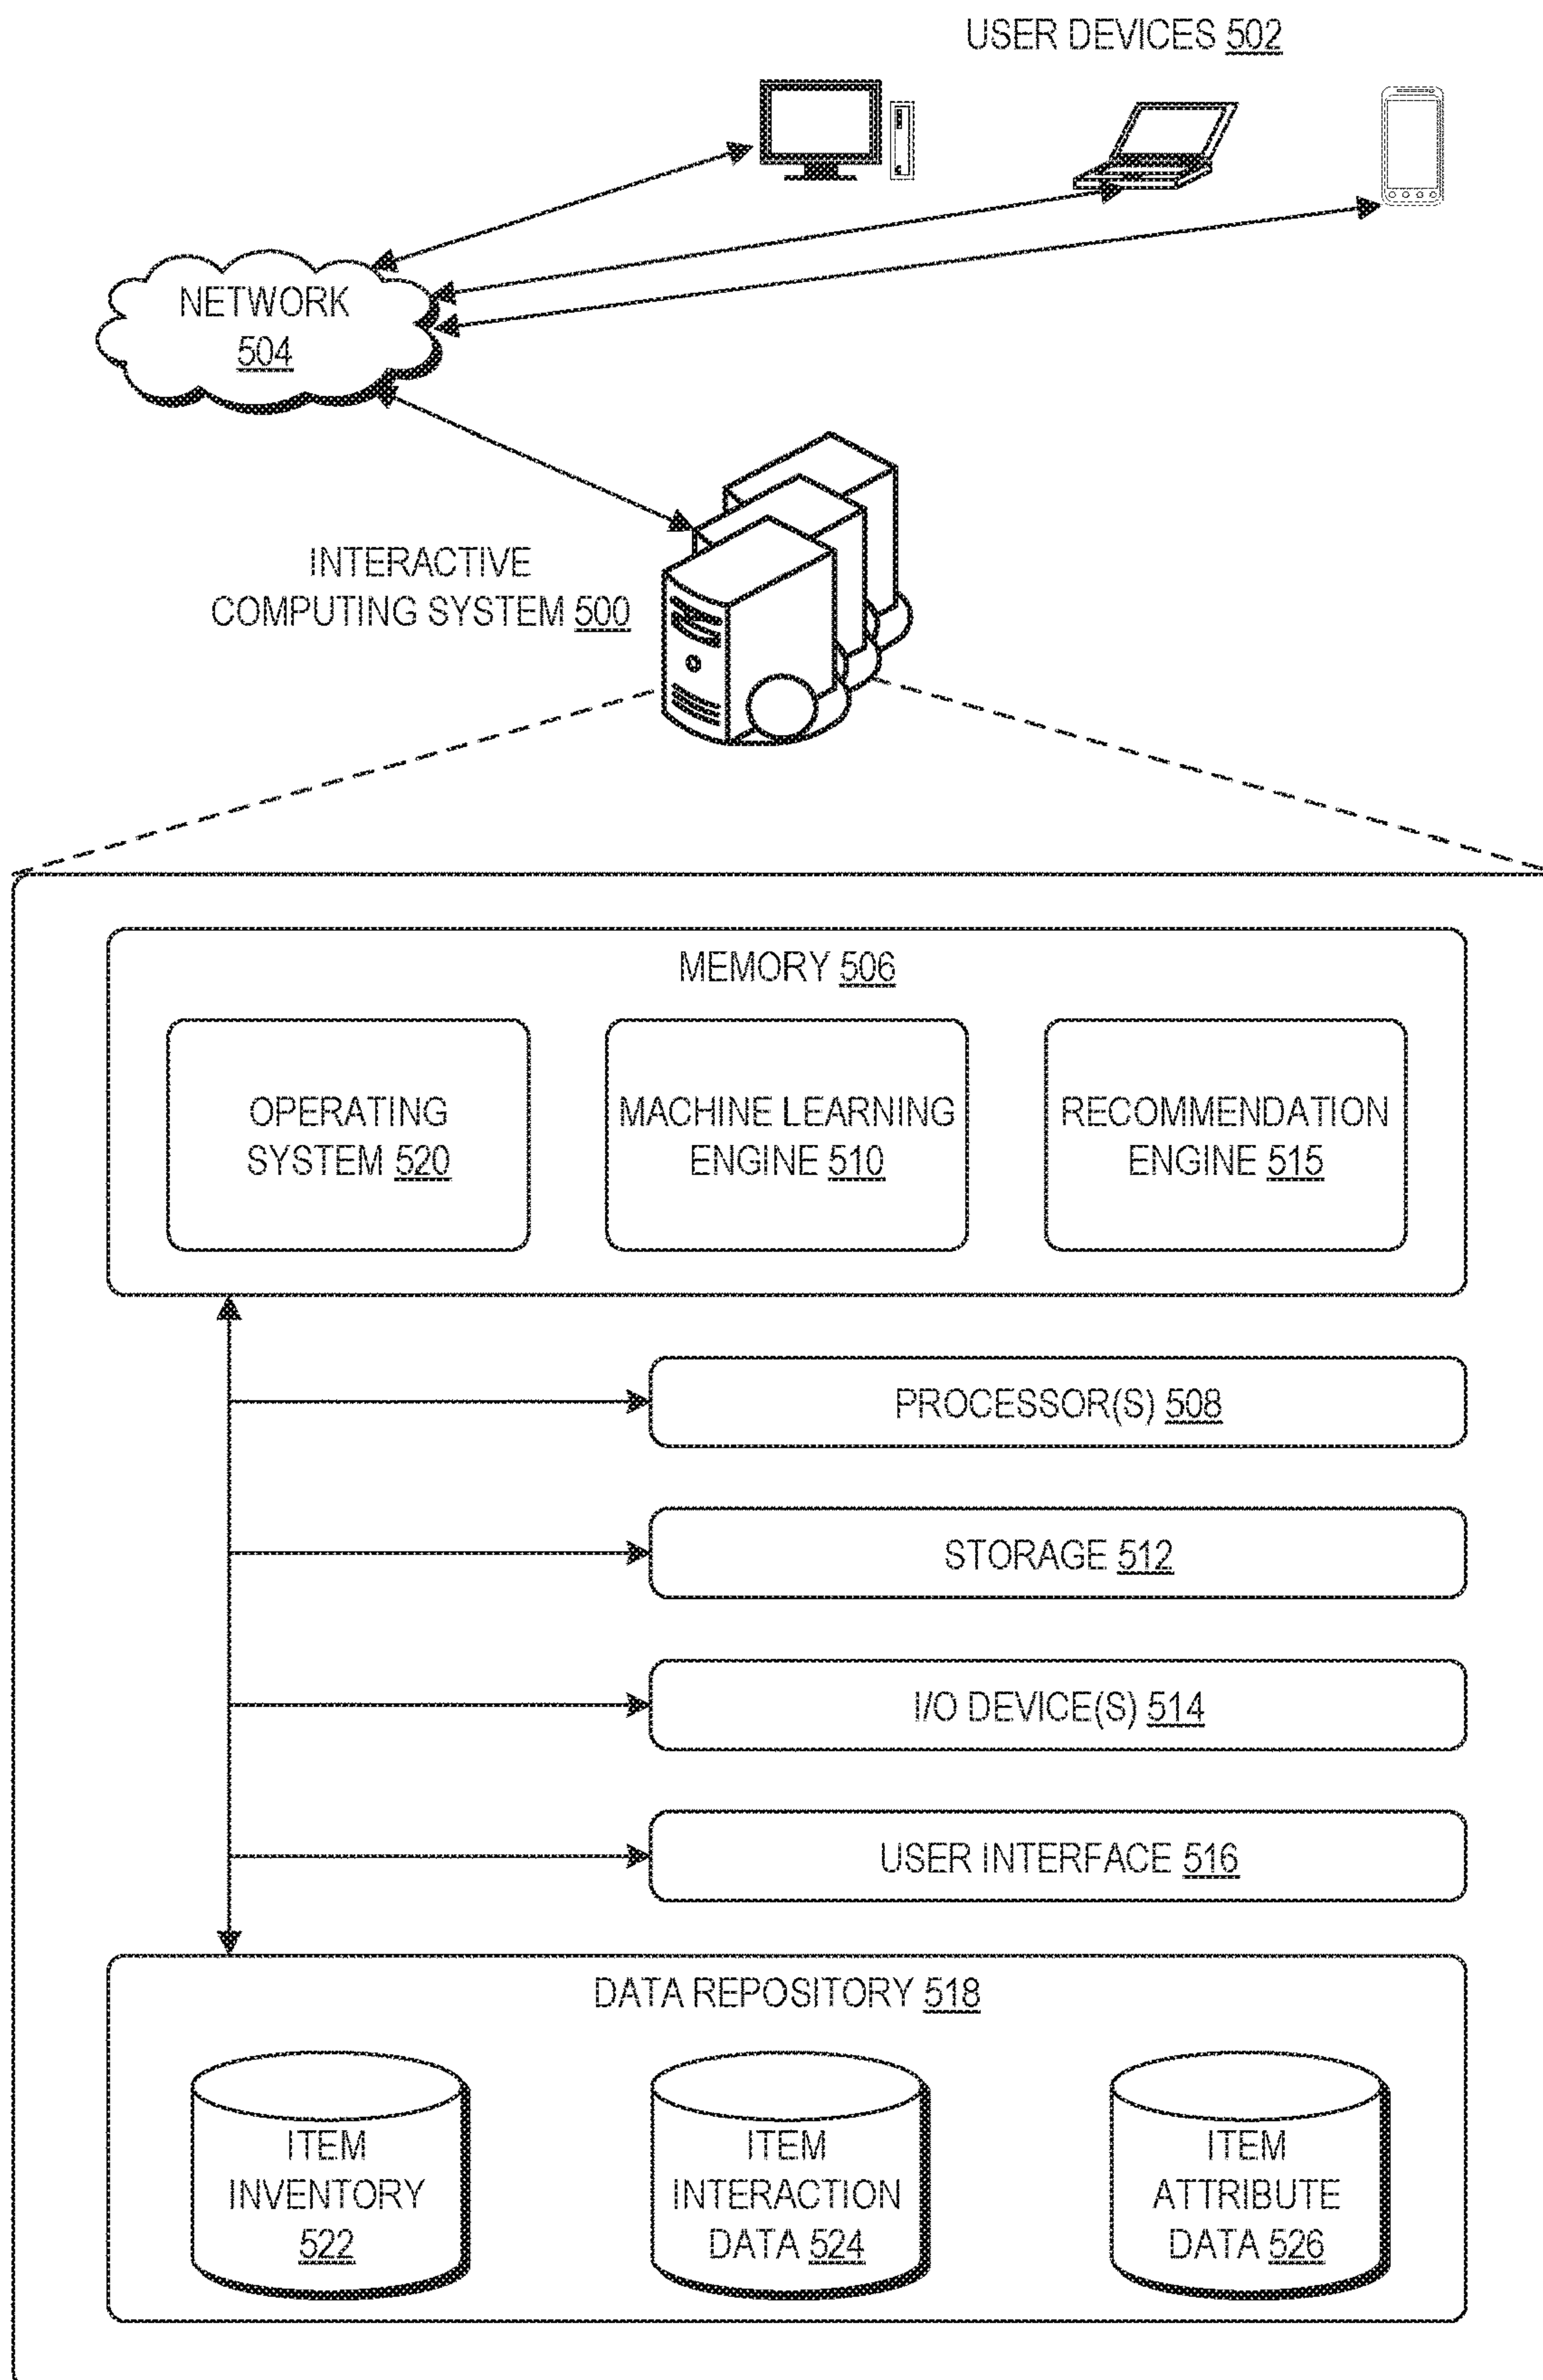 USER DEVICES 502
NETWORK
504
INTERACTIVE
COMPUTING SYSTEM 500
MEMORY 506
OPERATING
SYSTEM 520
MACHINE LEARNING
ENGINE 510
RECOMMENDATION
ENGINE 515
PROCESSOR(S) 508
STORAGE 512
I/O DEVICE(S) 514
USER INTERFACE 516
DATA REPOSITORY 518
ITEM
INVENTORY
522
ITEM
INTERACTION
DATA 524
ITEM
ATTRIBUTE
DATA 526